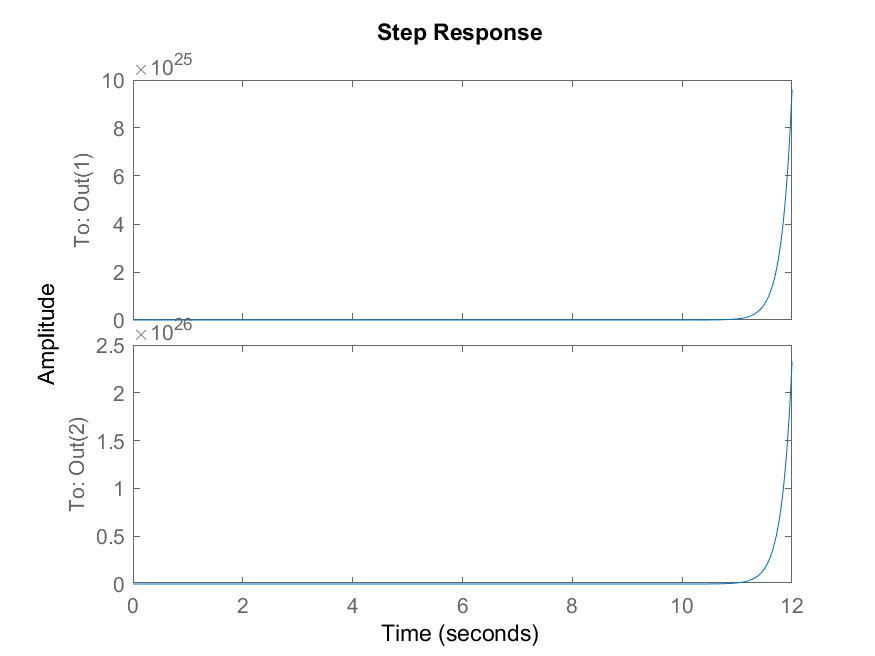 Step Response
×10^25
10
8
6
4
2
0
To: Out(1)
Amplitude
×10^26
2.5
2
1.5
1
0.5
0
To: Out(2)
0 2 4 6 8 10 12
Time (seconds)